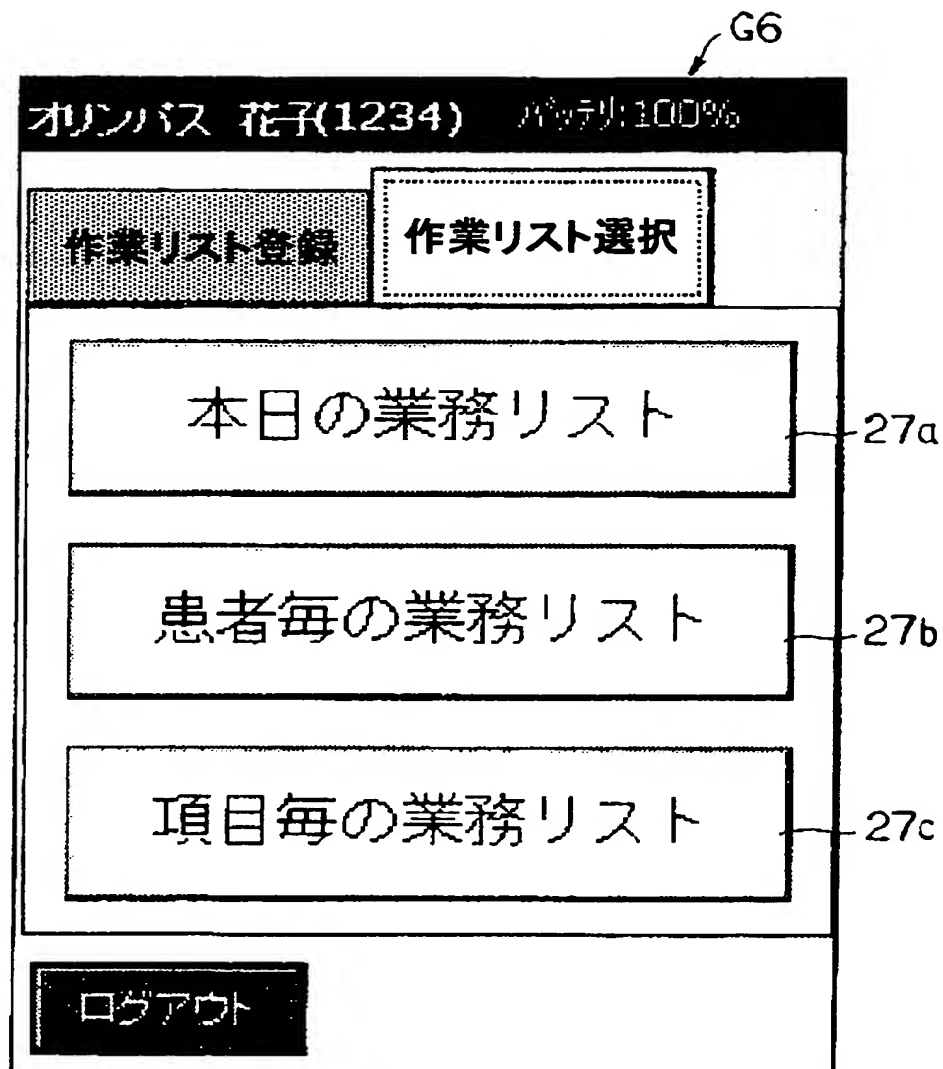 G6
オリンパス 花子(1234) バッテリ:100%
作業リスト登録 作業リスト選択
本日の業務リスト 27a
患者毎の業務リスト 27b
項目毎の業務リスト 27c
ログアウト